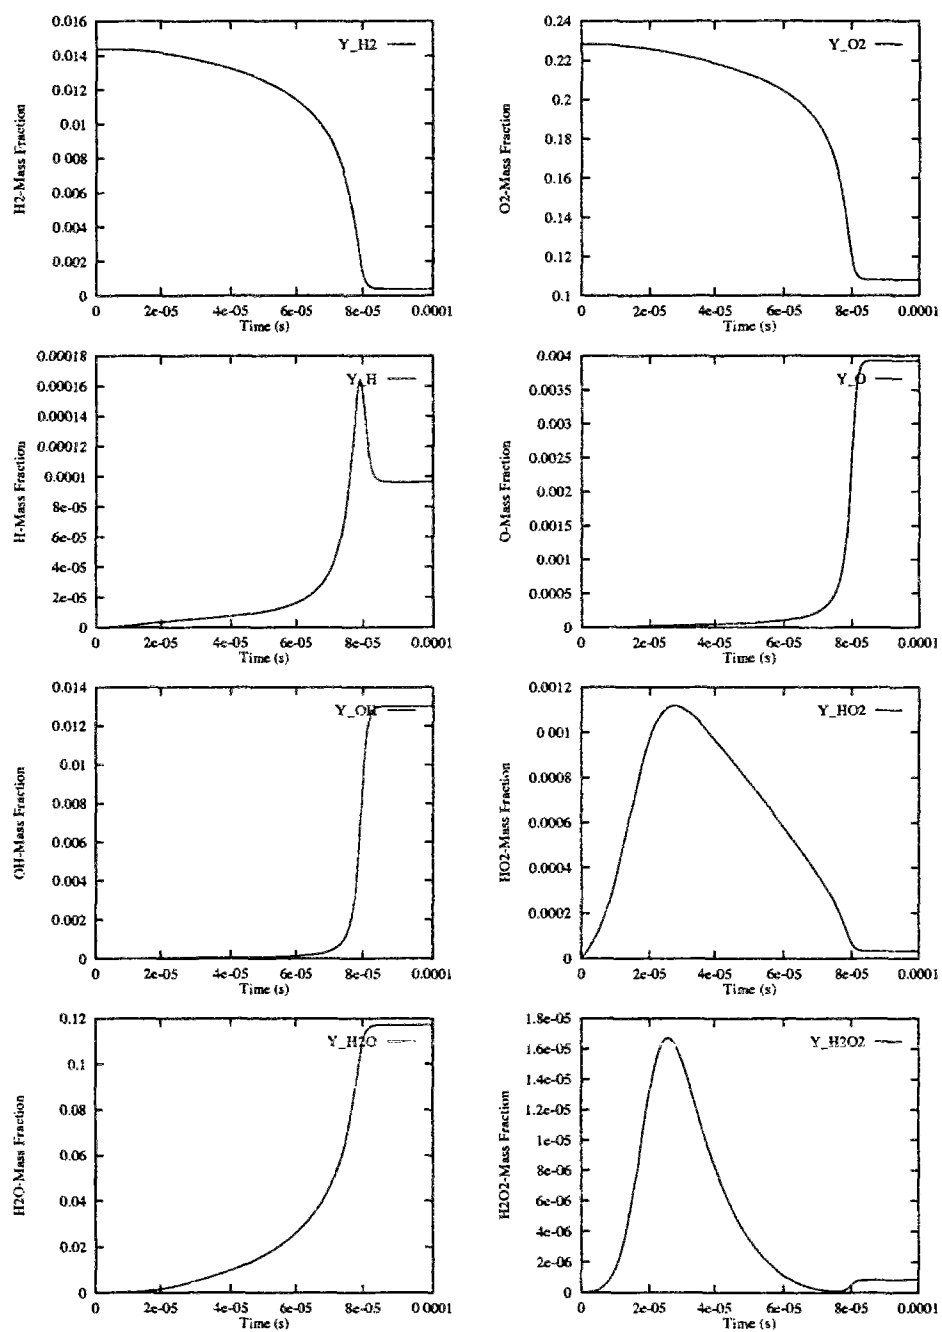 0.016
0.014
0.012
0.01
0.008
0.006
0.004
0.002
0
H2-Mass Fraction
Y_H2
0 2e-05 4e-05 6e-05 8e-05 0.0001
Time (s)
0.24
0.22
0.2
0.18
0.16
0.14
0.12
0.1
O2-Mass Fraction
Y_O2
0 2e-05 4e-05 6e-05 8e-05 0.0001
Time (s)
0.00018
0.00016
0.00014
0.00012
0.0001
8e-05
6e-05
4e-05
2e-05
0
H-Mass Fraction
Y_H
0 2e-05 4e-05 6e-05 8e-05 0.0001
Time (s)
0.004
0.0035
0.003
0.0025
0.002
0.0015
0.001
0.0005
0
O-Mass Fraction
Y_O
0 2e-05 4e-05 6e-05 8e-05 0.0001
Time (s)
0.014
0.012
0.01
0.008
0.006
0.004
0.002
0
OH-Mass Fraction
Y_OH
0 2e-05 4e-05 6e-05 8e-05 0.0001
Time (s)
0.0012
0.001
0.0008
0.0006
0.0004
0.0002
0
HO2-Mass Fraction
Y_HO2
0 2e-05 4e-05 6e-05 8e-05 0.0001
Time (s)
0.12
0.1
0.08
0.06
0.04
0.02
0
H2O-Mass Fraction
Y_H2O
0 2e-05 4e-05 6e-05 8e-05 0.0001
Time (s)
1.8e-05
1.6e-05
1.4e-05
1.2e-05
1e-05
8e-06
6e-06
4e-06
2e-06
0
H2O2-Mass Fraction
Y_H2O2
0 2e-05 4e-05 6e-05 8e-05 0.0001
Time (s)